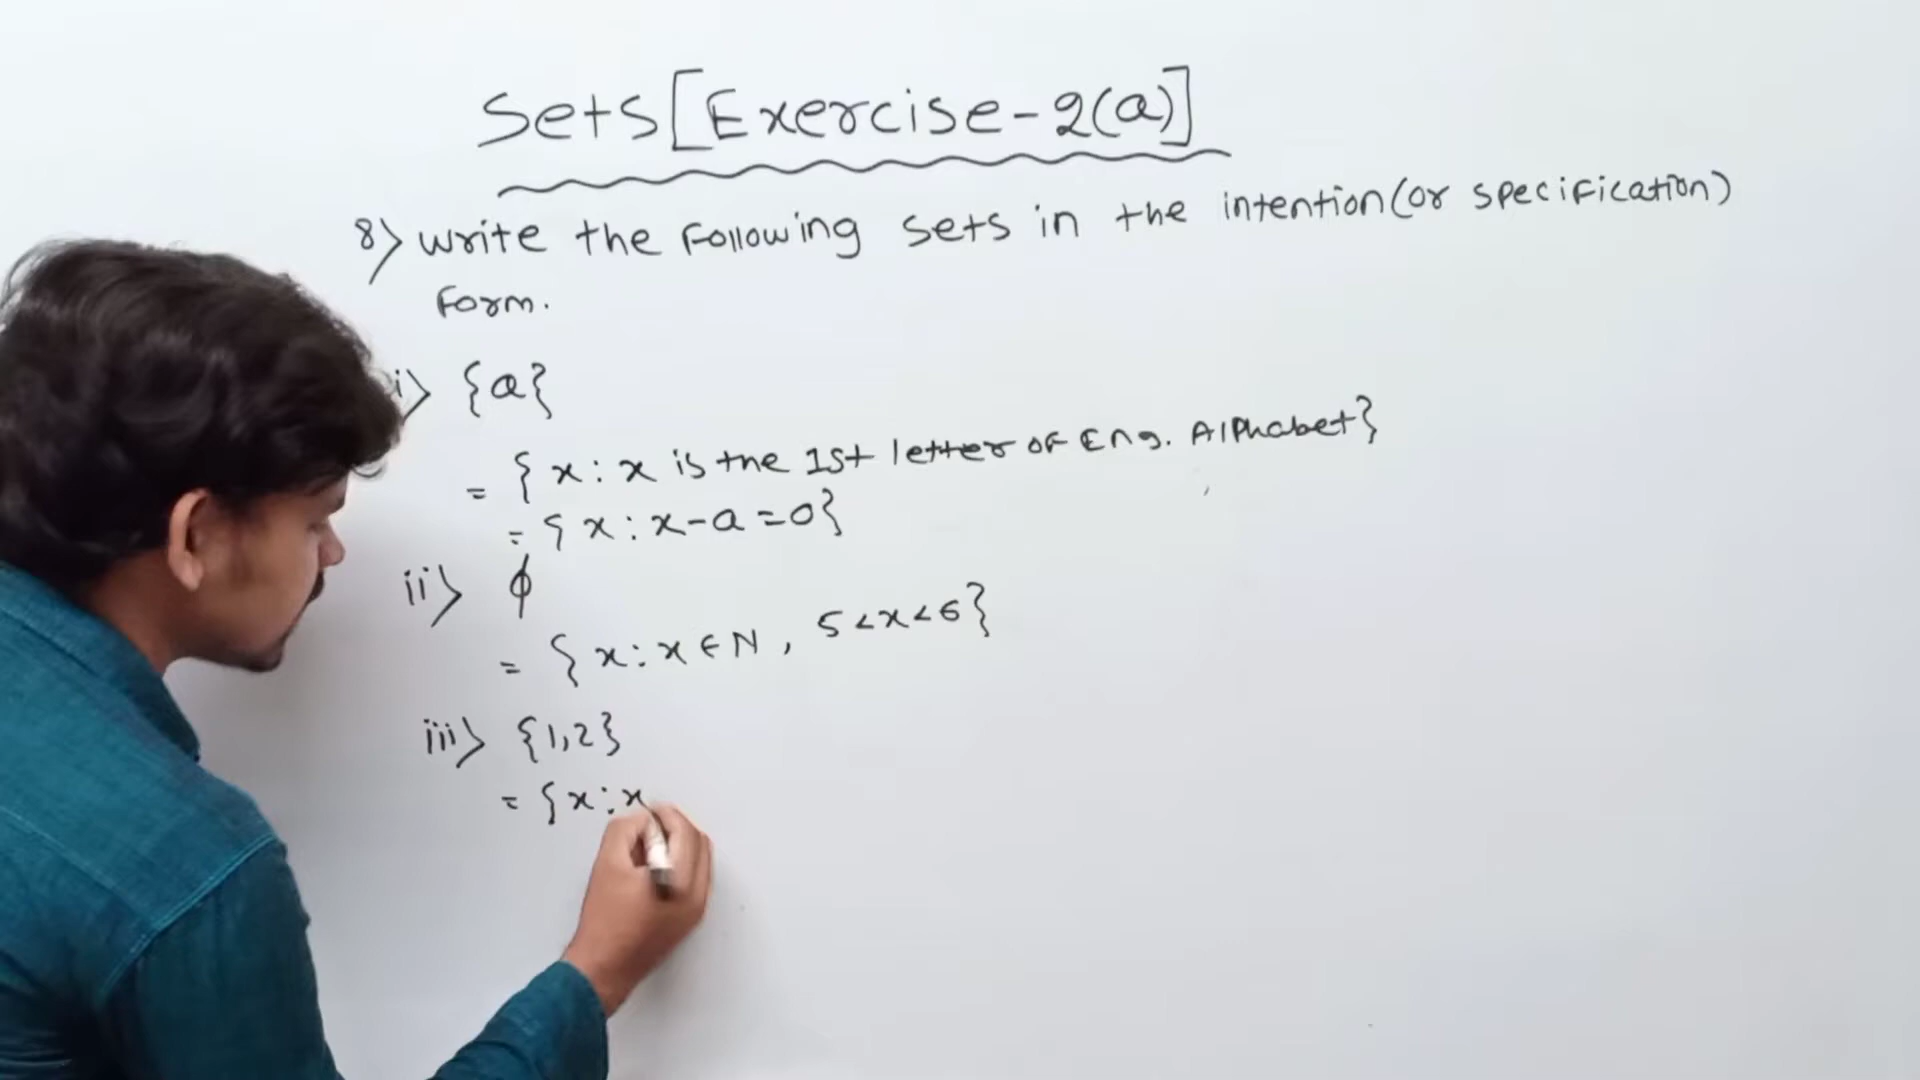 Sets [Exercise-2(a)]
8) Write the following sets in the intention (or specification)
form.
i) {a}
= {x : x is the 1st letter of Eng. Alphabet}
= {x : x-a=0}
ii) ϕ
= {x : x ∈ N, 5<x<6}
iii) {1,2}
= {x : x